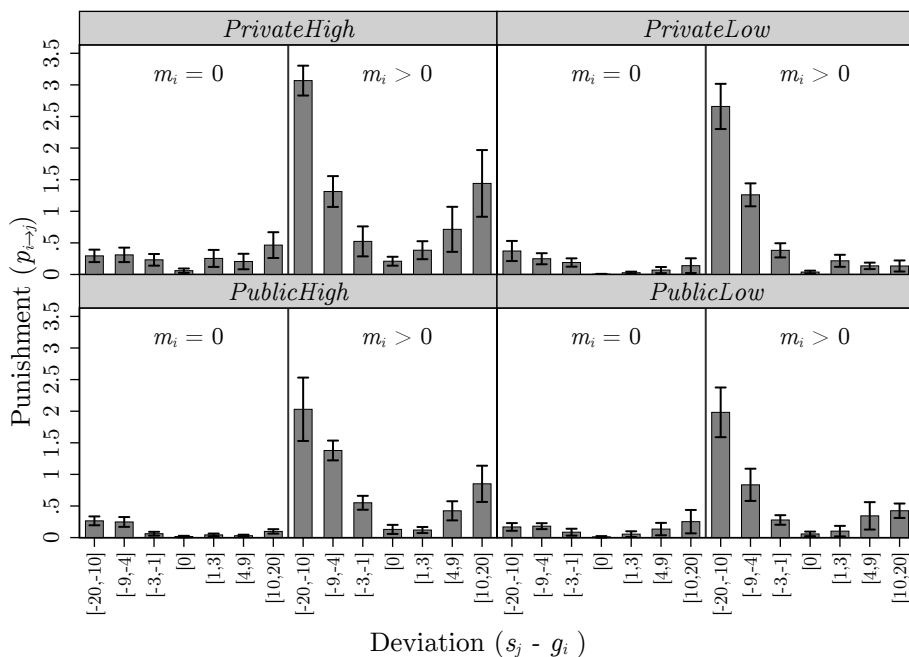 PrivateHigh PrivateLow
m_i = 0 m_i > 0 m_i = 0 m_i > 0
3.5
3
2.5
2
1.5
1
.5
0
PublicHigh PublicLow
m_i = 0 m_i > 0 m_i = 0 m_i > 0
3.5
3
2.5
2
1.5
1
.5
0
Punishment (p_{i→j})
[-20,-10] [-9,-4] [-3,-1] [0] [1,3] [4,9] [10,20] [-20,-10] [-9,-4] [-3,-1] [0] [1,3] [4,9] [10,20] [-20,-10] [-9,-4] [-3,-1] [0] [1,3] [4,9] [10,20] [-20,-10] [-9,-4] [-3,-1] [0] [1,3] [4,9] [10,20]
Deviation (s_j - g_i )